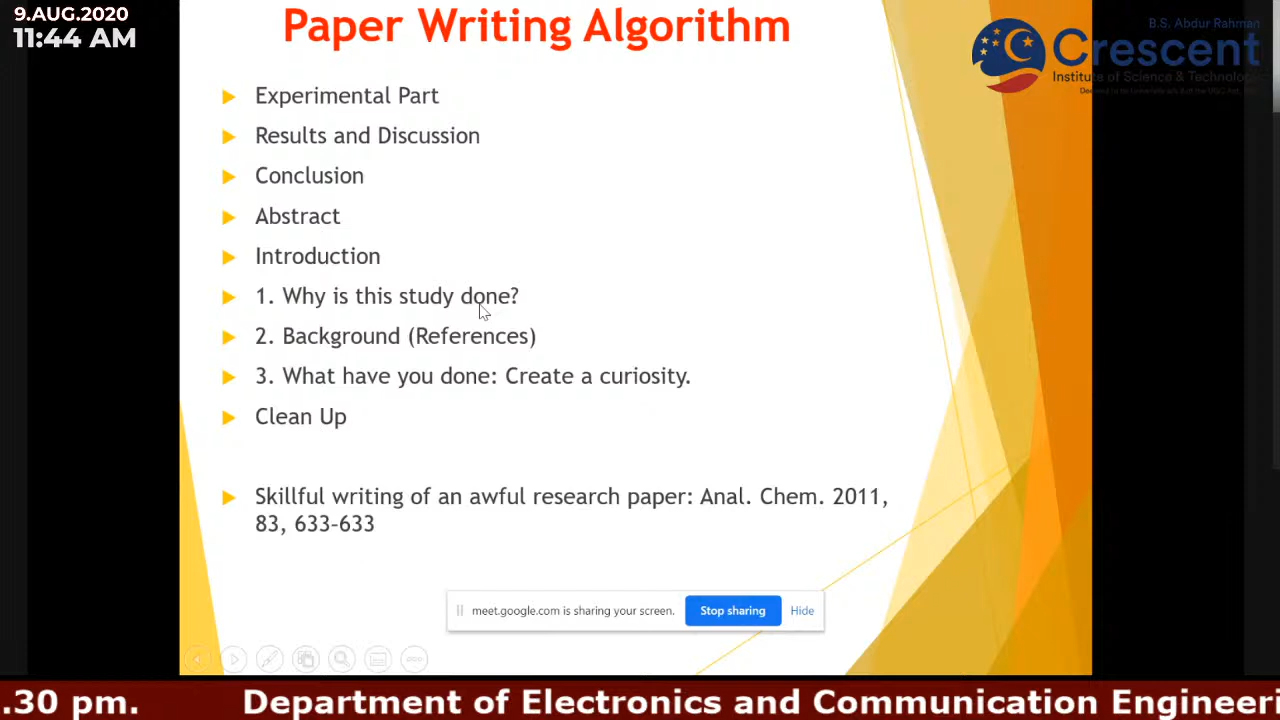 9.AUG.2020
11:44 AM
Paper Writing Algorithm
B.S. Abdur Rahman
Crescent
Institute of Science & Technology
Experimental Part
Results and Discussion
Conclusion
Abstract
Introduction
1. Why is this study done?
2. Background (References)
3. What have you done: Create a curiosity.
Clean Up
Skillful writing of an awful research paper: Anal. Chem. 2011,
83, 633–633
meet.google.com is sharing your screen.
Stop sharing
Hide
.30 pm.
Department of Electronics and Communication Engineeri